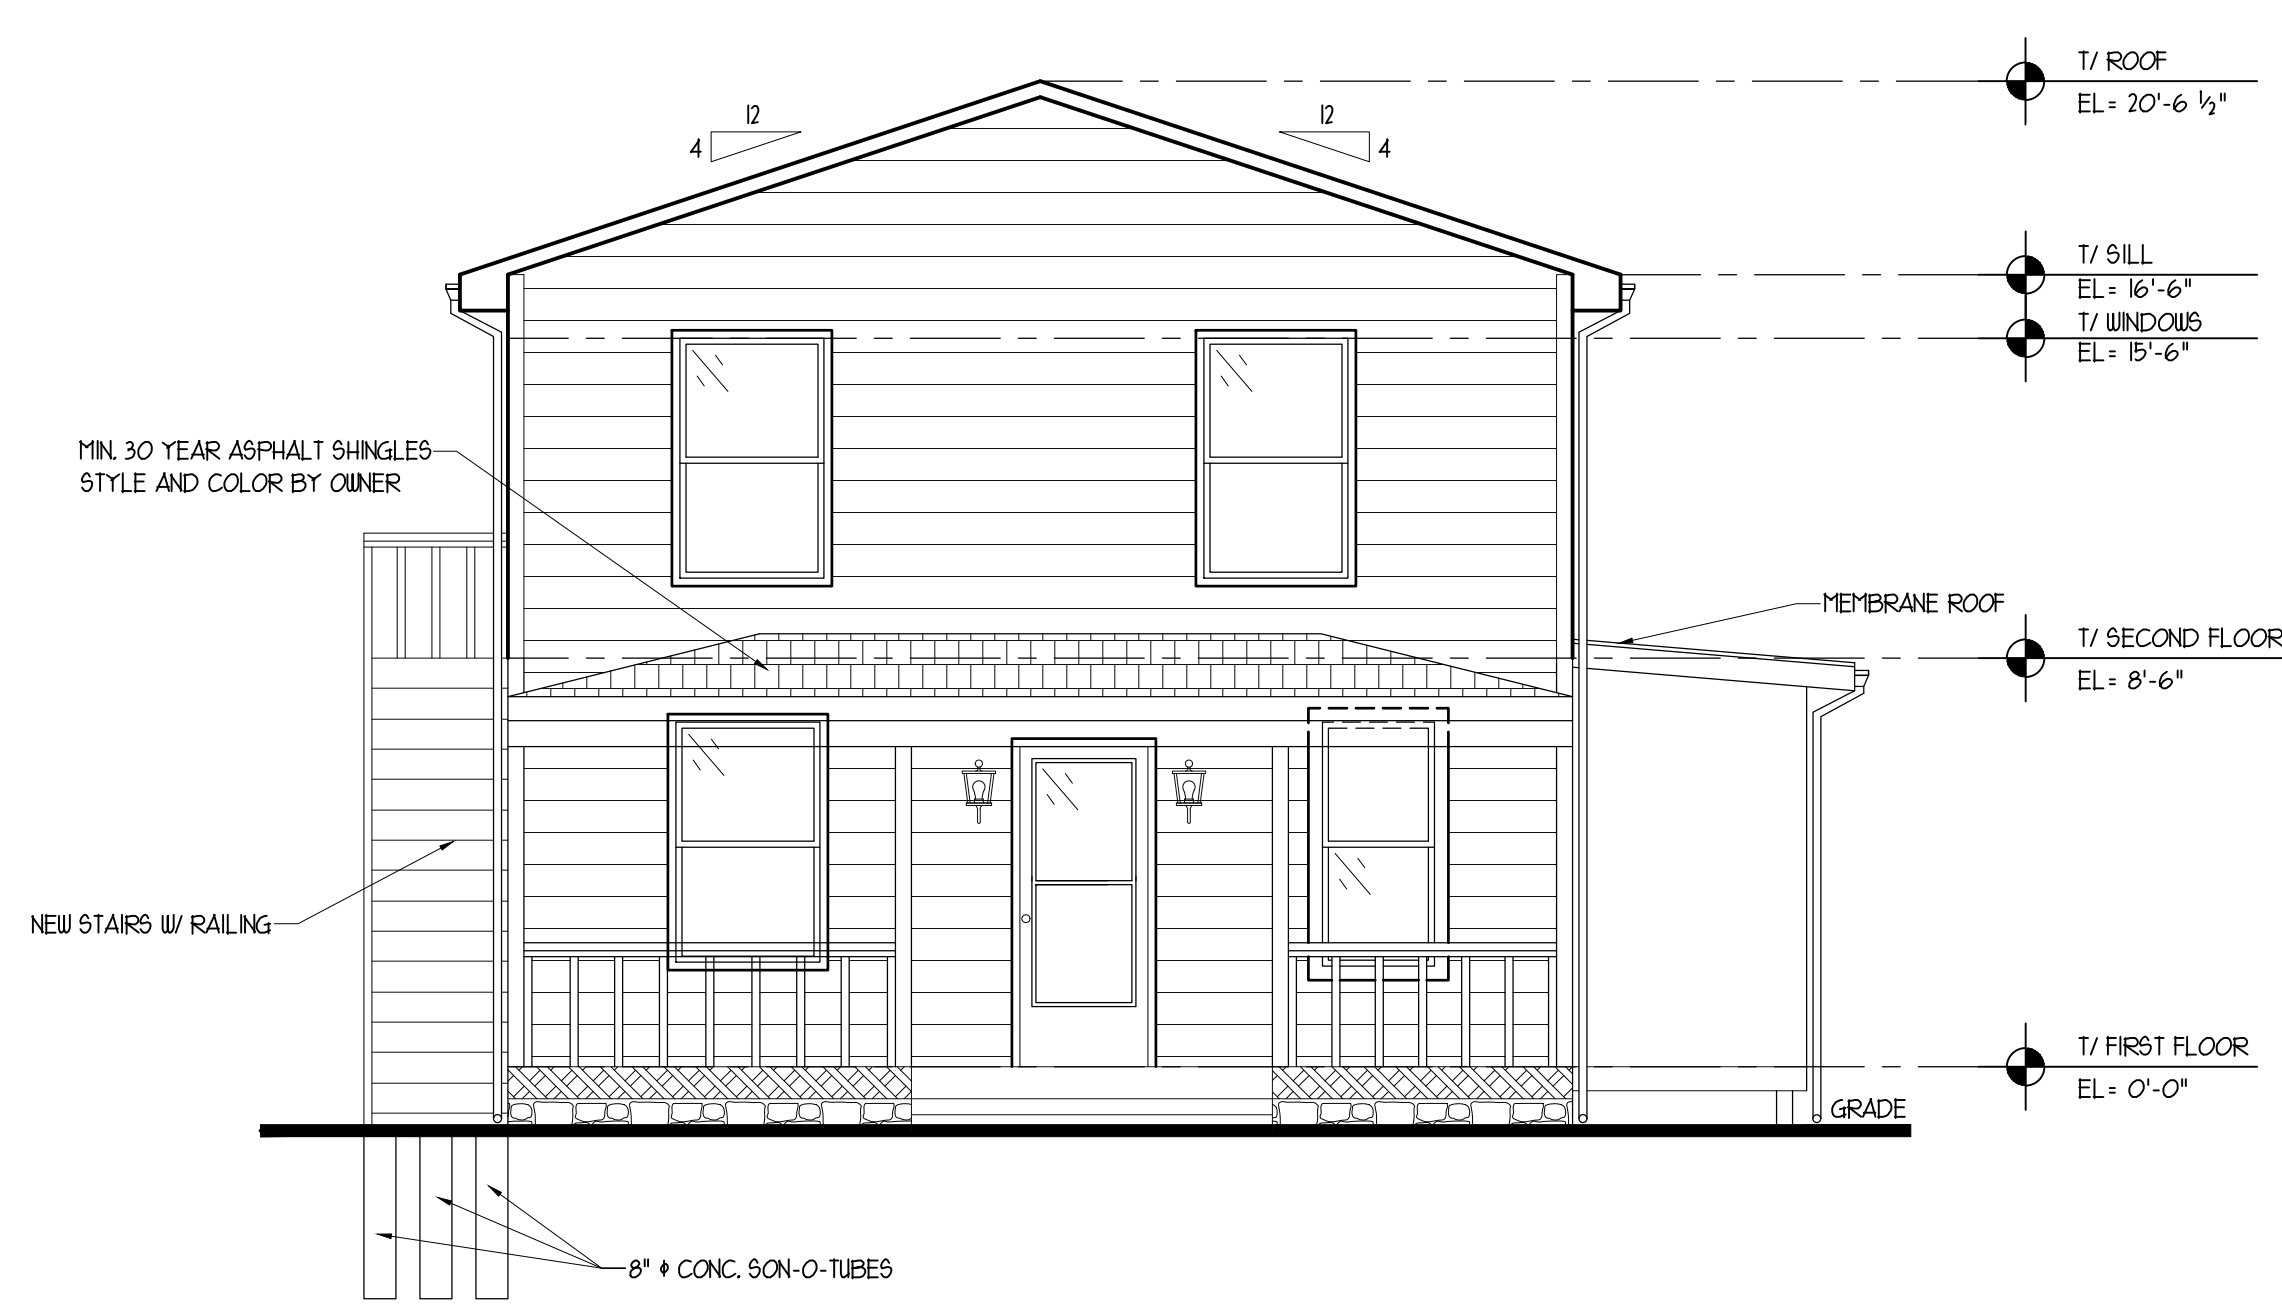 T/ ROOF
EL= 20'-6 ½"
12
4
12
4
T/ SILL
EL= 16'-6"
T/ WINDOWS
EL= 15'-6"
MIN. 30 YEAR ASPHALT SHINGLES
STYLE AND COLOR BY OWNER
MEMBRANE ROOF
T/ SECOND FLOOR
EL= 8'-6"
NEW STAIRS W/ RAILING
T/ FIRST FLOOR
EL= 0'-0"
GRADE
8" ϕ CONC. SON-O-TUBES